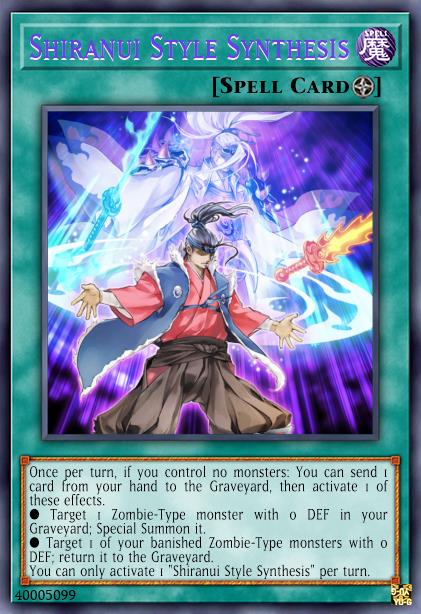 Shiranui Style Synthesis
SPELL
魔
[Spell Card]
Once per turn, if you control no monsters: You can send 1
card from your hand to the Graveyard, then activate 1 of
these effects.
● Target 1 Zombie-Type monster with 0 DEF in your
Graveyard; Special Summon it.
● Target 1 of your banished Zombie-Type monsters with 0
DEF; return it to the Graveyard.
You can only activate 1 "Shiranui Style Synthesis" per turn.
40005099